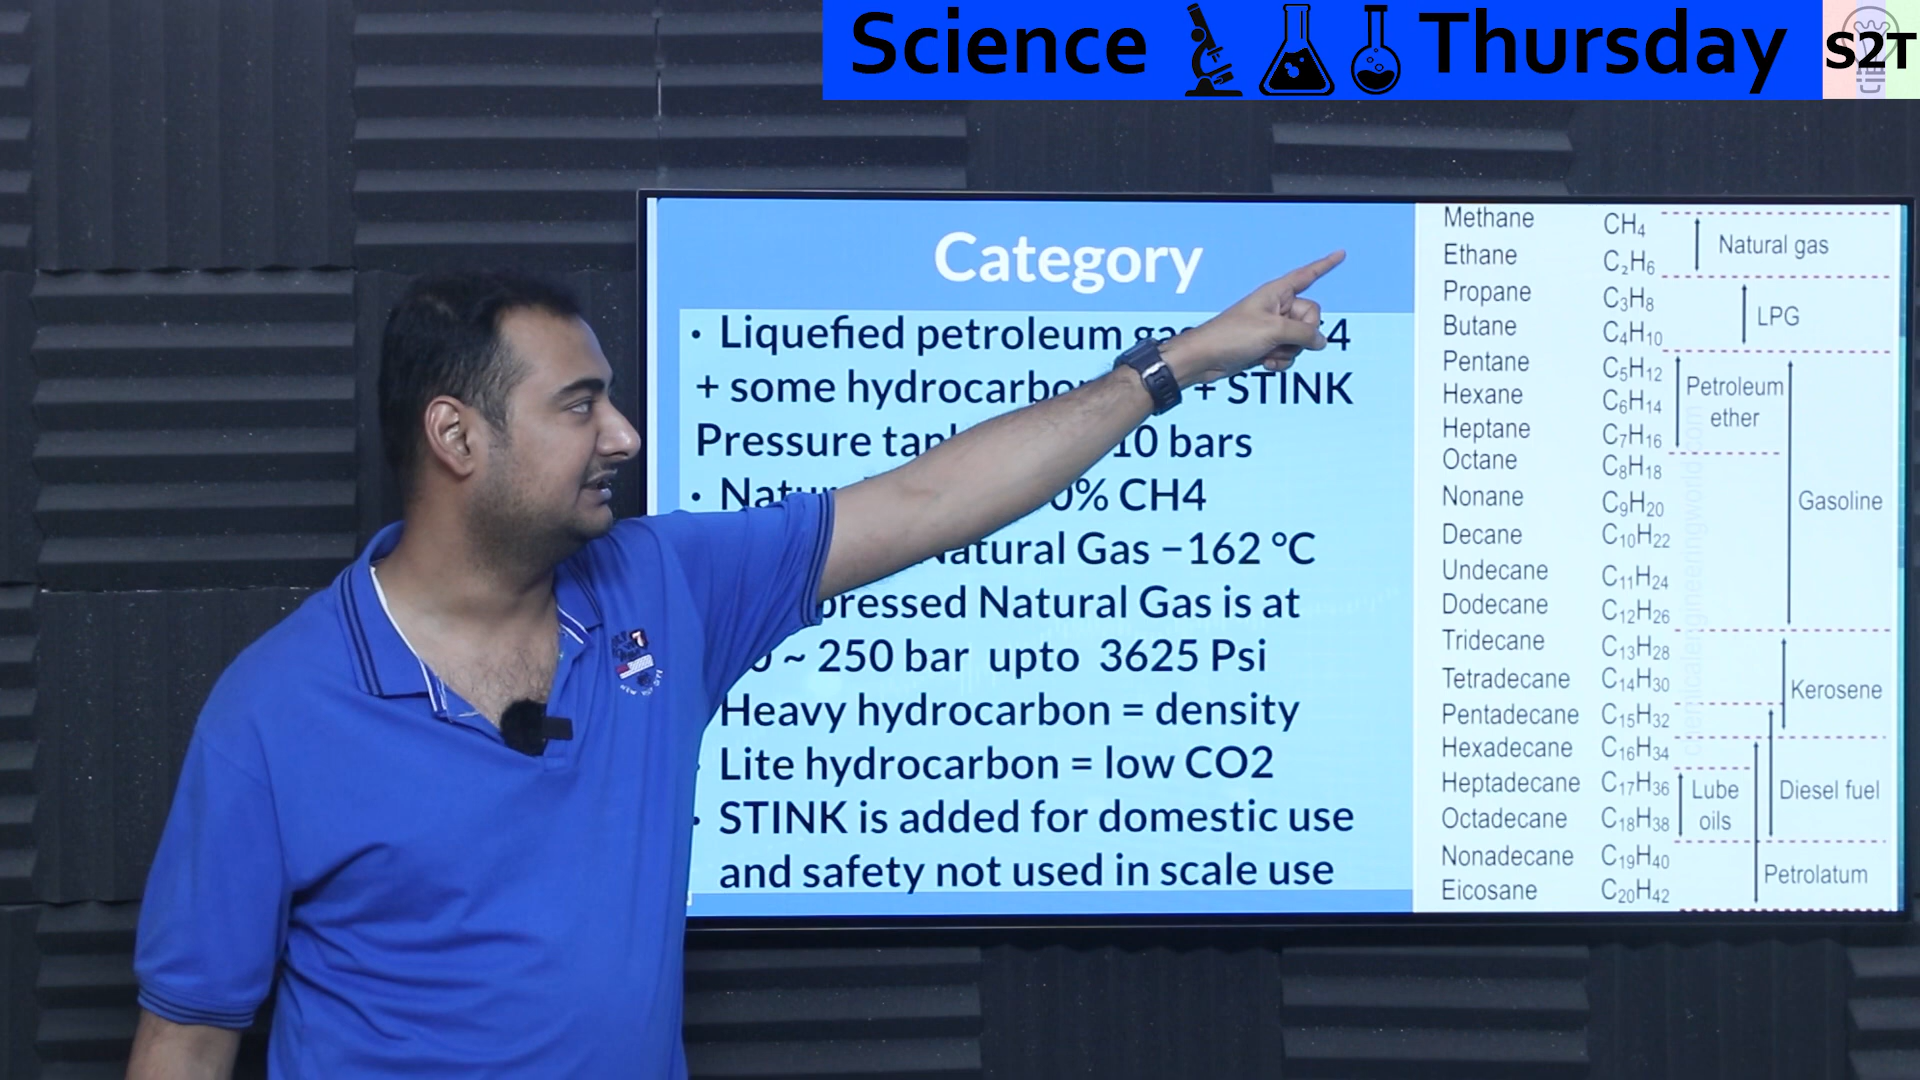 Science Thursday
S2T
Category
• Liquefied petroleum 4
+ some hydrocarbo + STINK
Pressure 10 bars
• 0% CH4
Natural Gas −162 °C
pressed Natural Gas is at
0 ~ 250 bar upto 3625 Psi
Heavy hydrocarbon = density
Lite hydrocarbon = low CO2
• STINK is added for domestic use
and safety not used in scale use
Methane CH₄
Ethane C₂H₆
Natural gas
Propane C₃H₈
Butane C₄H₁₀
LPG
Pentane C₅H₁₂
Hexane C₆H₁₄
Heptane C₇H₁₆
Petroleum
ether
Octane C₈H₁₈
Nonane C₉H₂₀
Decane C₁₀H₂₂
Undecane C₁₁H₂₄
Dodecane C₁₂H₂₆
Gasoline
Tridecane C₁₃H₂₈
Tetradecane C₁₄H₃₀
Pentadecane C₁₅H₃₂
Kerosene
Hexadecane C₁₆H₃₄
Heptadecane C₁₇H₃₆
Octadecane C₁₈H₃₈
Lube
oils
Diesel fuel
Nonadecane C₁₉H₄₀
Eicosane C₂₀H₄₂
Petrolatum
chemicalengineeringworld.com